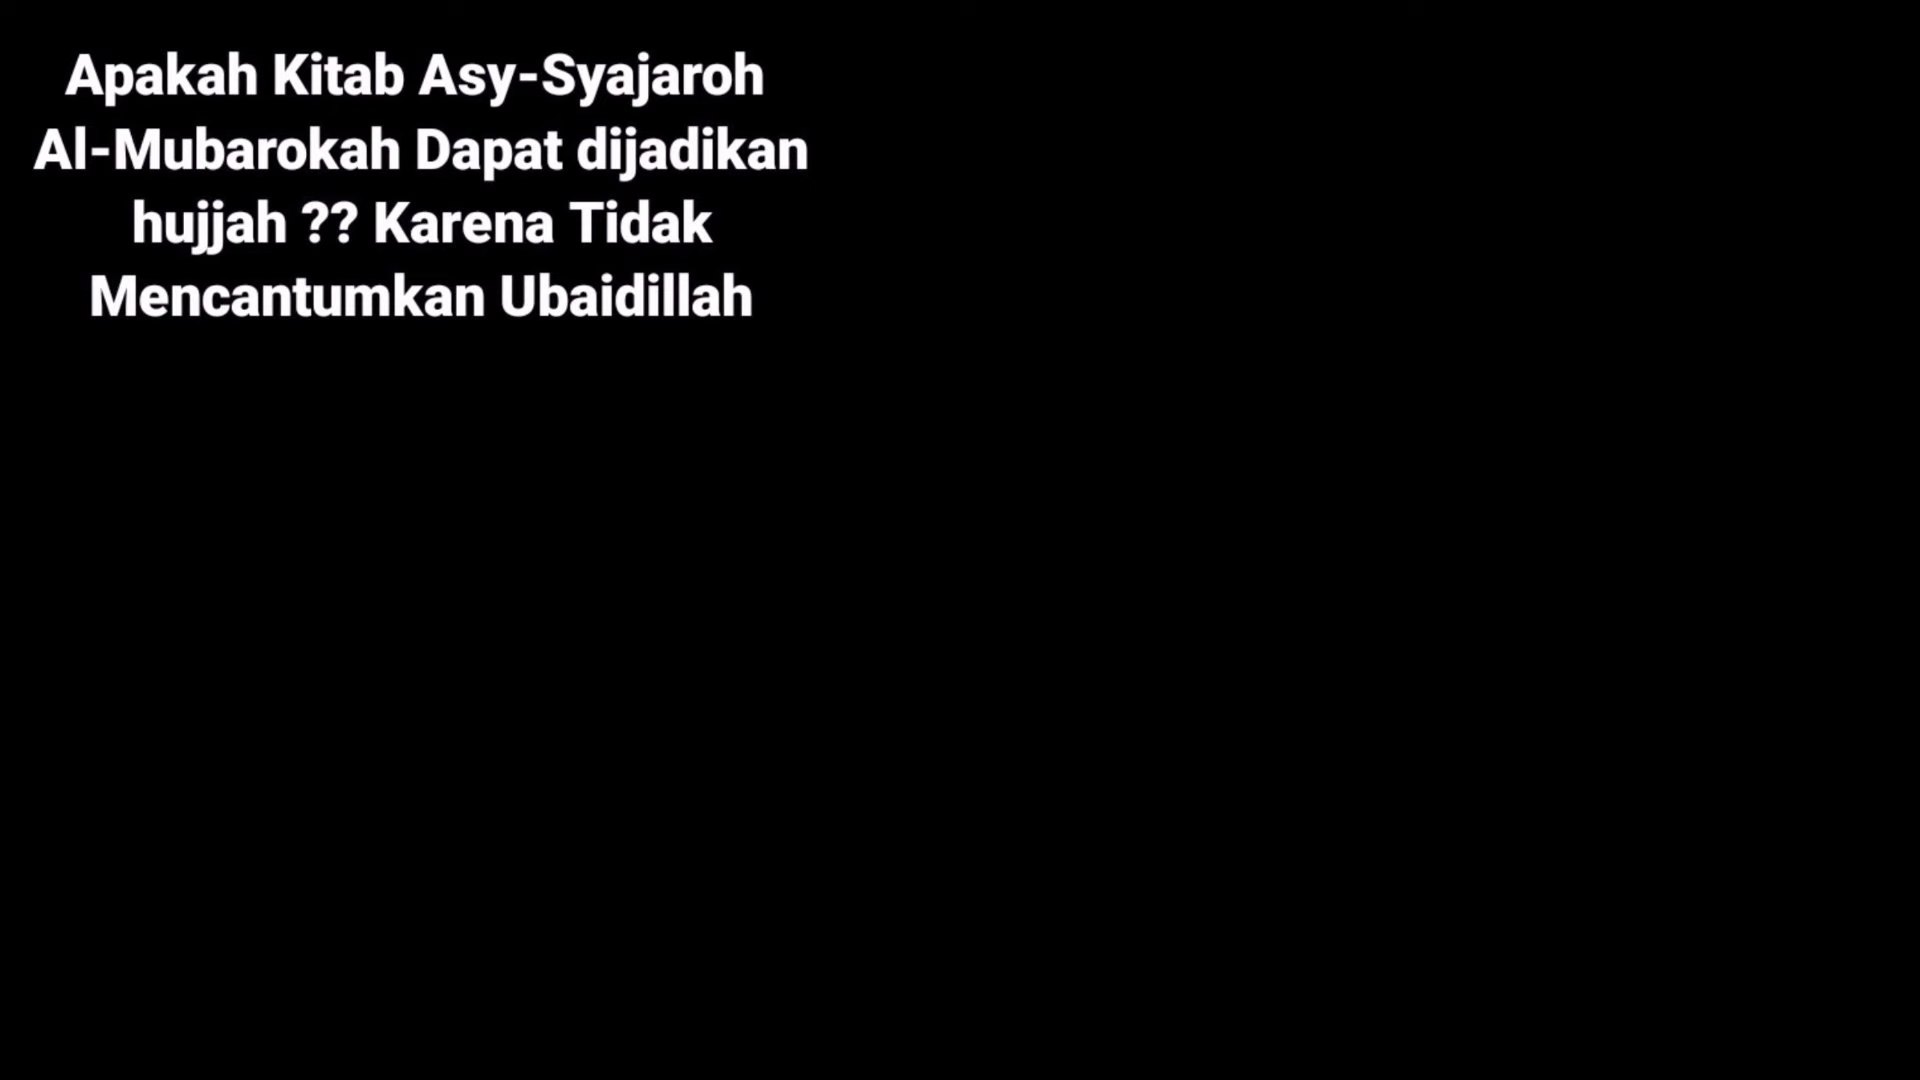 Apakah Kitab Asy-Syajaroh
Al-Mubarokah Dapat dijadikan
hujjah ?? Karena Tidak
Mencantumkan Ubaidillah